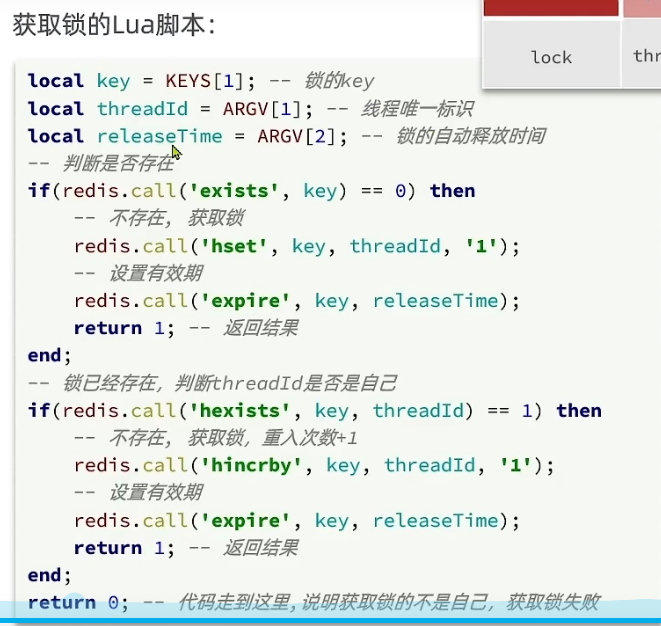 获取锁的Lua脚本:
lock
thr
local key = KEYS[1]; -- 锁的key
local threadId = ARGV[1]; -- 线程唯一标识
local releaseTime = ARGV[2]; -- 锁的自动释放时间
-- 判断是否存在
if(redis.call('exists', key) == 0) then
    -- 不存在, 获取锁
    redis.call('hset', key, threadId, '1');
    -- 设置有效期
    redis.call('expire', key, releaseTime);
    return 1; -- 返回结果
end;
-- 锁已经存在，判断threadId是否是自己
if(redis.call('hexists', key, threadId) == 1) then
    -- 不存在, 获取锁，重入次数+1
    redis.call('hincrby', key, threadId, '1');
    -- 设置有效期
    redis.call('expire', key, releaseTime);
    return 1; -- 返回结果
end;
return 0; -- 代码走到这里,说明获取锁的不是自己，获取锁失败